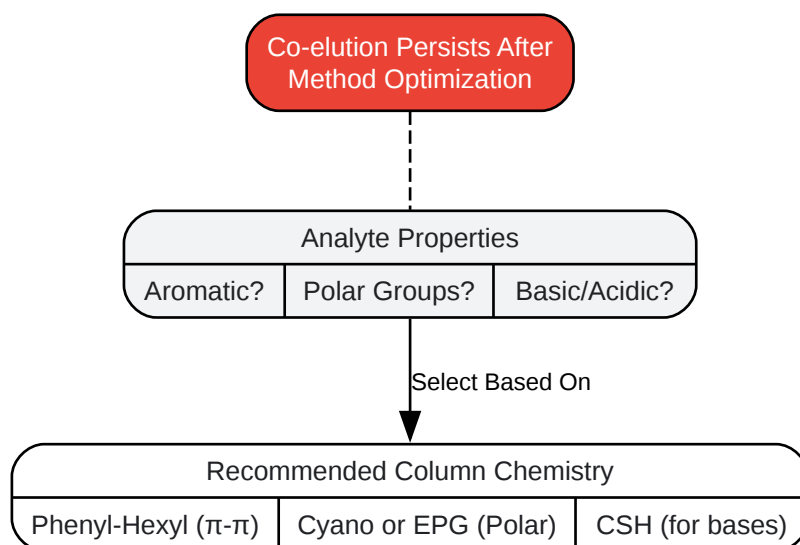 Co-elution Persists After
Method Optimization
Analyte Properties
Aromatic? Polar Groups? Basic/Acidic?
Select Based On
Recommended Column Chemistry
Phenyl-Hexyl (π-π) Cyano or EPG (Polar) CSH (for bases)